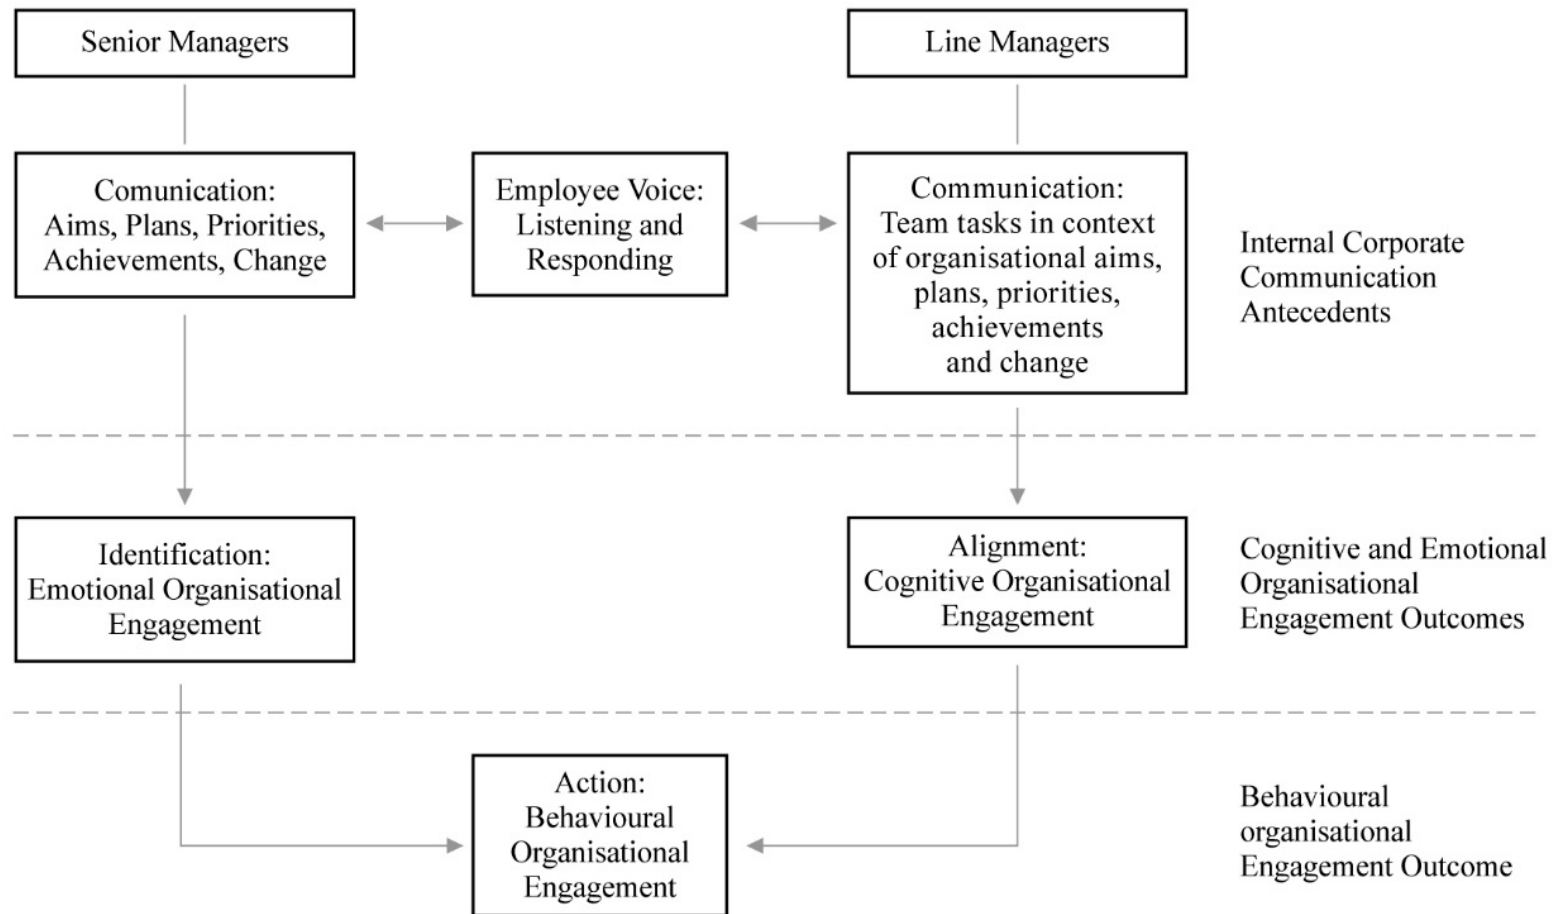 Senior Managers
Line Managers
Comunication:
Aims, Plans, Priorities,
Achievements, Change
Employee Voice:
Listening and
Responding
Communication:
Team tasks in context
of organisational aims,
plans, priorities,
achievements
and change
Internal Corporate
Communication
Antecedents
Identification:
Emotional Organisational
Engagement
Alignment:
Cognitive Organisational
Engagement
Cognitive and Emotional
Organisational
Engagement Outcomes
Action:
Behavioural
Organisational
Engagement
Behavioural
organisational
Engagement Outcome